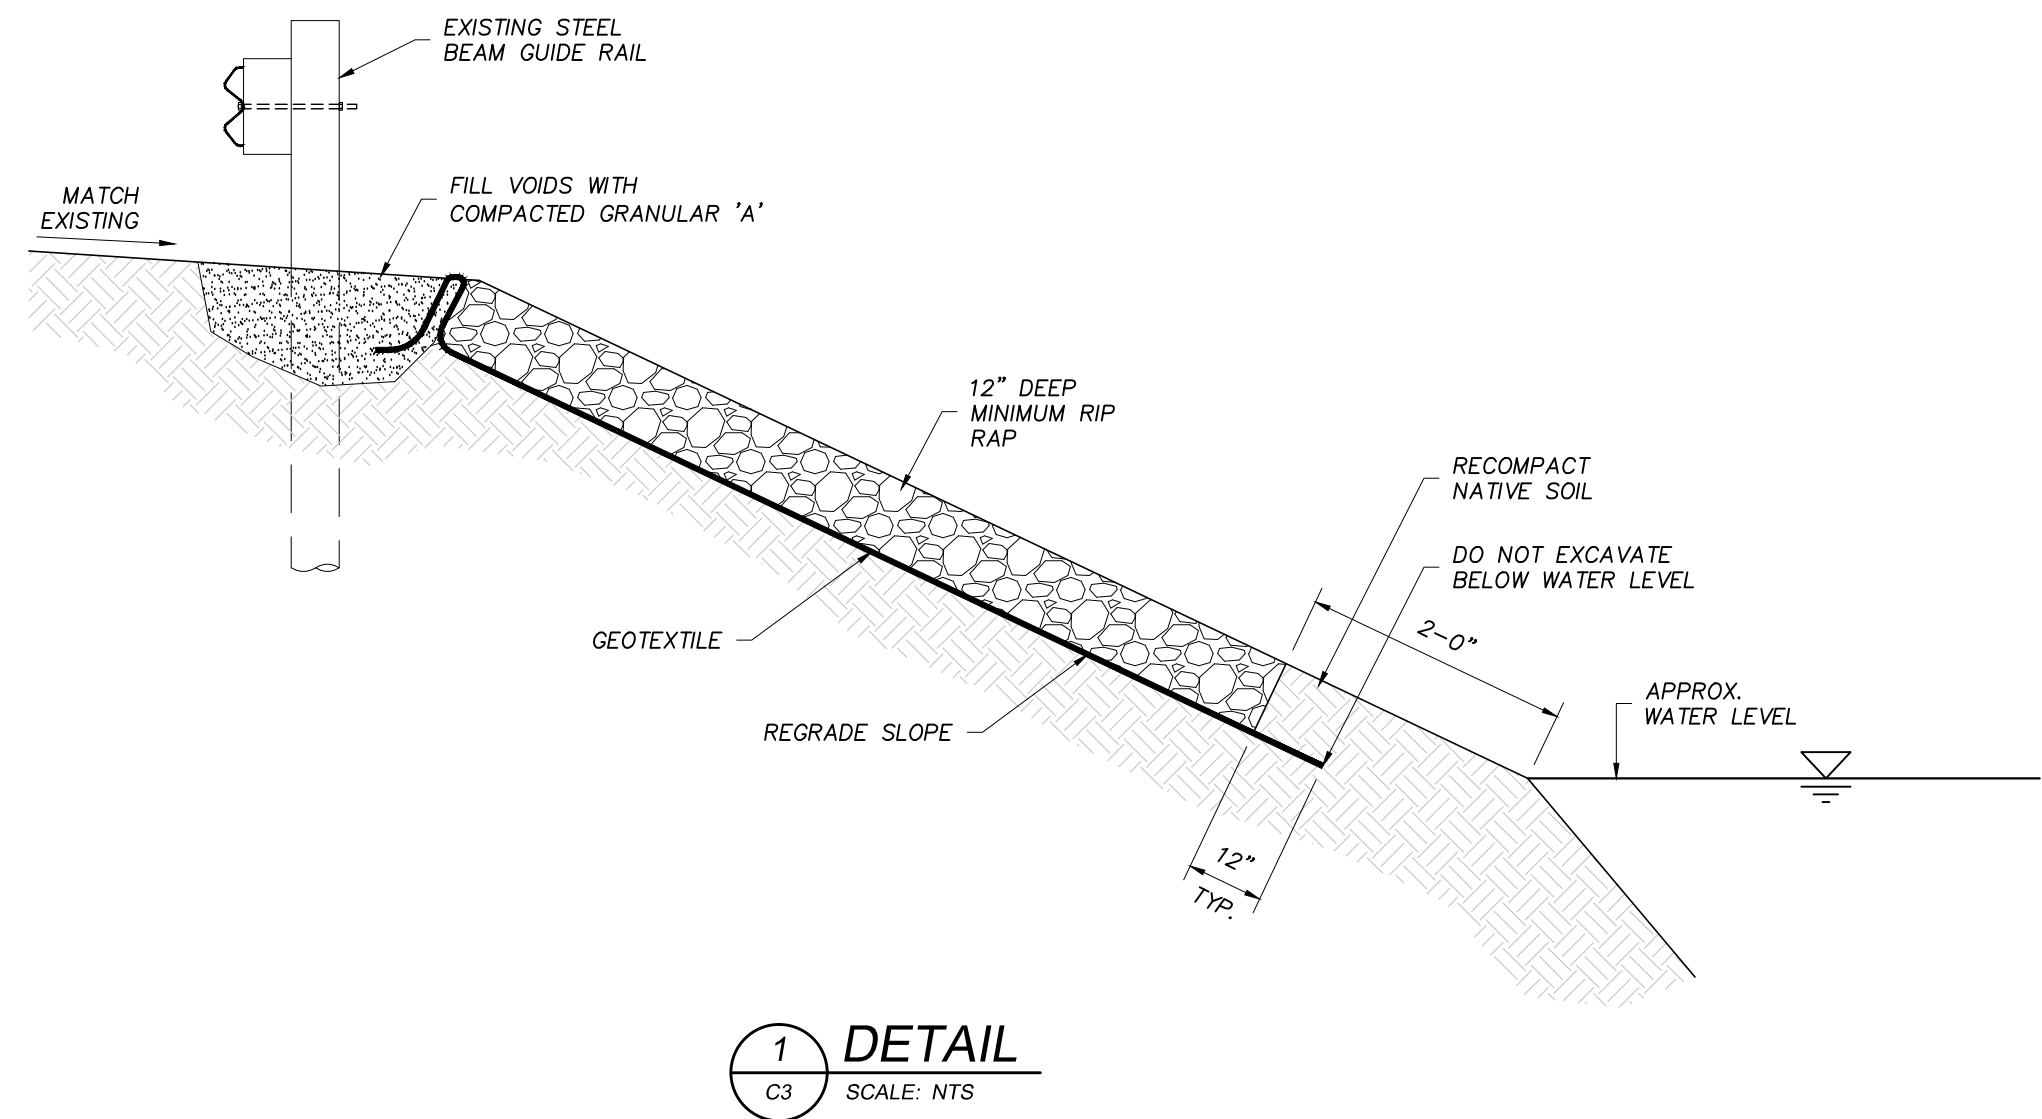 EXISTING STEEL
BEAM GUIDE RAIL
MATCH
EXISTING
FILL VOIDS WITH
COMPACTED GRANULAR 'A'
12" DEEP
MINIMUM RIP
RAP
RECOMPACT
NATIVE SOIL
DO NOT EXCAVATE
BELOW WATER LEVEL
2-0"
GEOTEXTILE
REGRADE SLOPE
APPROX.
WATER LEVEL
12"
TYP.
1
C3
DETAIL
SCALE: NTS